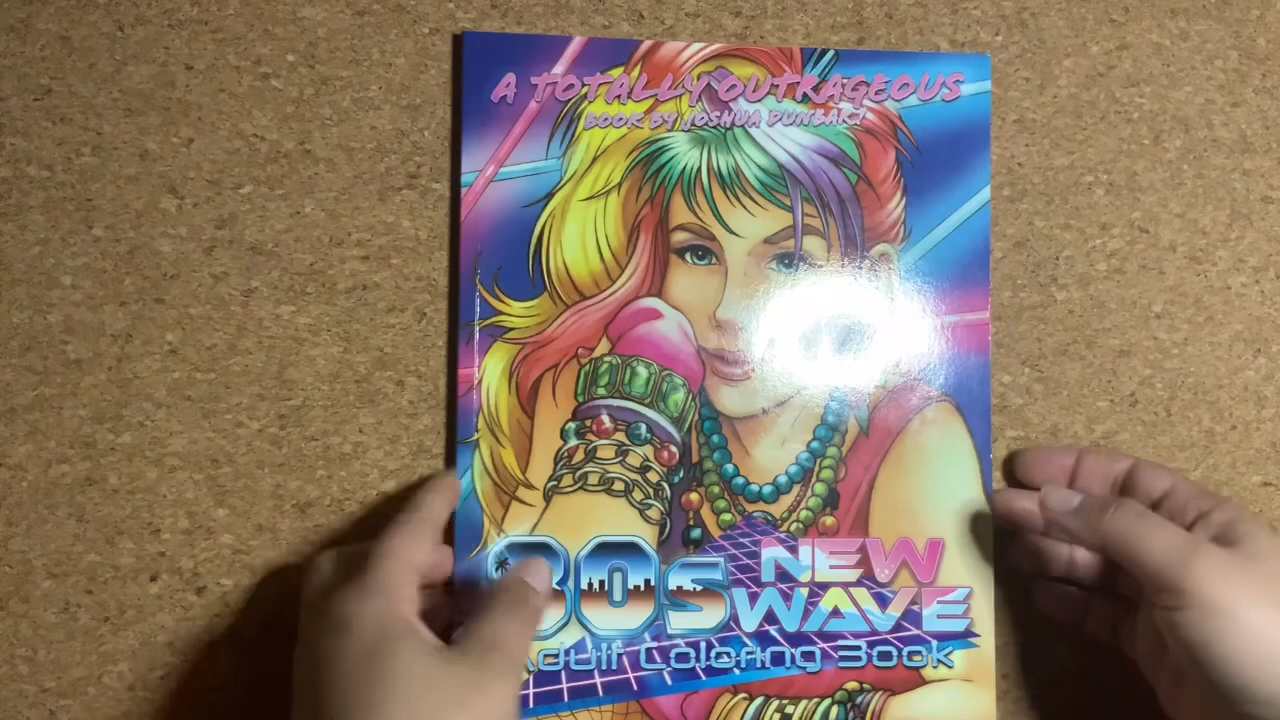 A TOTALLY OUTRAGEOUS
BOOK BY JOSHUA DUNBAR!
80s NEW
WAVE
Adult Coloring Book